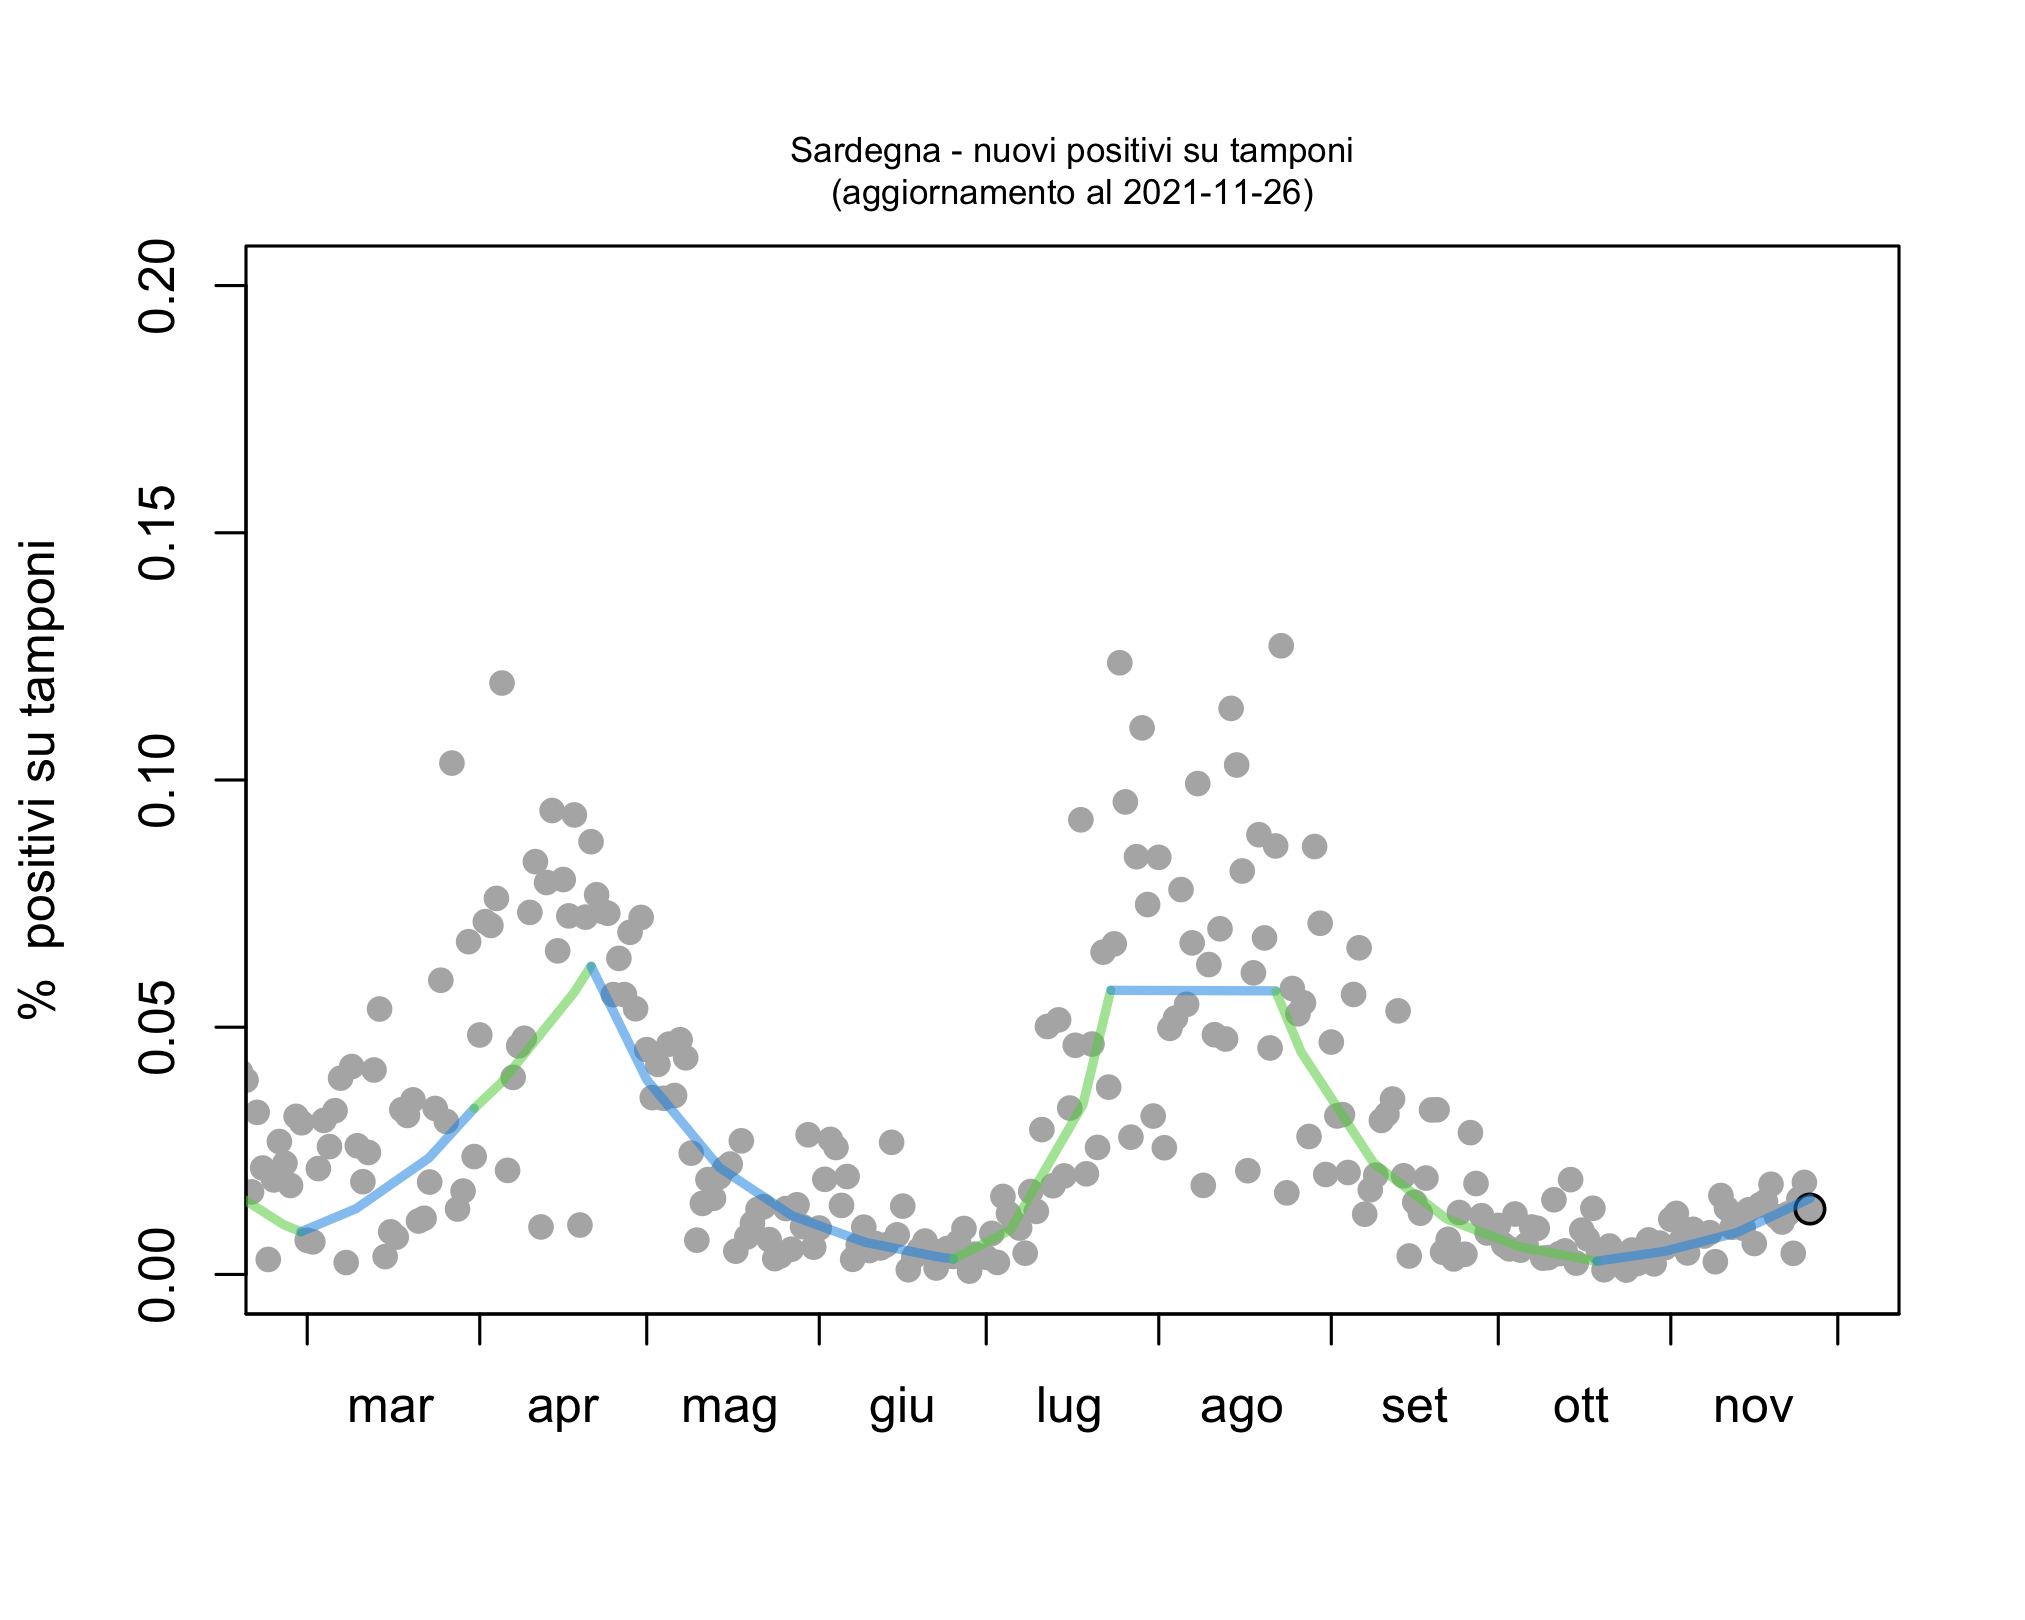 Sardegna - nuovi positivi su tamponi
(aggiornamento al 2021-11-26)
% positivi su tamponi
0.20
0.15
0.10
0.05
0.00
mar apr mag giu lug ago set ott nov